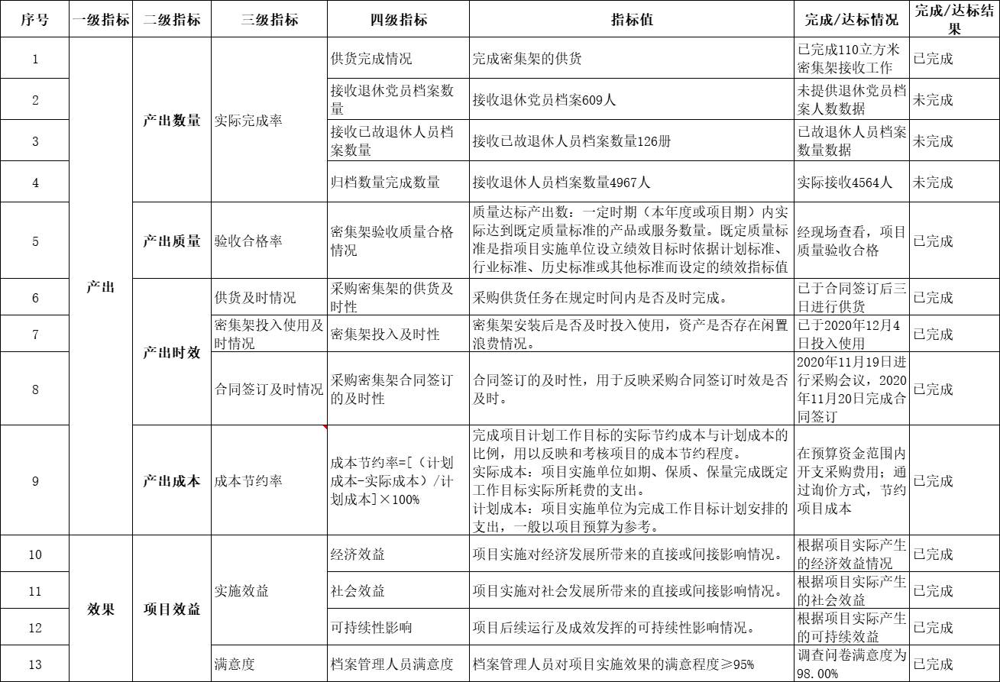 序号 一级指标 二级指标 三级指标 四级指标 指标值 完成/达标情况 完成/达标结
果
1 供货完成情况 完成密集架的供货 已完成110立方米
密集架接收工作 已完成
2 接收退休党员档案数
量 接收退休党员档案609人 未提供退休党员档
案人数数据 未完成
产出数量 实际完成率
3 接收已故退休人员档
案数量 接收已故退休人员档案数量126册 已故退休人员档案
数量数据 未完成
4 归档数量完成数量 接收退休人员档案数量4967人 实际接收4564人 未完成
5 产出质量 验收合格率 密集架验收质量合格
情况 质量达标产出数：一定时期（本年度或项目期）内实
际达到既定质量标准的产品或服务数量。既定质量标
准是指项目实施单位设立绩效目标时依据计划标准、
行业标准、历史标准或其他标准而设定的绩效指标值 经现场查看，项目
质量验收合格 已完成
产出
6 供货及时情况 采购密集架的供货及
时性 采购供货任务在规定时间内是否及时完成。 已于合同签订后三
日进行供货 已完成
7 密集架投入使用及
时情况 密集架投入及时性 密集架安装后是否及时投入使用，资产是否存在闲置
浪费情况。 已于2020年12月4
日投入使用 已完成
产出时效
8 合同签订及时情况 采购密集架合同签订
的及时性 合同签订的及时性，用于反映采购合同签订时效是否
及时。 2020年11月19日进
行采购会议，2020
年11月20日完成合
同签订 已完成
9 产出成本 成本节约率 成本节约率=[（计划
成本-实际成本）/计
划成本]×100% 完成项目计划工作目标的实际节约成本与计划成本的
比例，用以反映和考核项目的成本节约程度。
实际成本：项目实施单位如期、保质、保量完成既定
工作目标实际所耗费的支出。
计划成本：项目实施单位为完成工作目标计划安排的
支出，一般以项目预算为参考。 在预算资金范围内
开支采购费用；通
过询价方式，节约
项目成本 已完成
10 经济效益 项目实施对经济发展所带来的直接或间接影响情况。 根据项目实际产生
的经济效益情况 已完成
11 实施效益 社会效益 项目实施对社会发展所带来的直接或间接影响情况。 根据项目实际产生
的社会效益 已完成
效果 项目效益
12 可持续性影响 项目后续运行及成效发挥的可持续性影响情况。 根据项目实际产生
的可持续效益 已完成
13 满意度 档案管理人员满意度 档案管理人员对项目实施效果的满意程度≥95% 调查问卷满意度为
98.00% 已完成